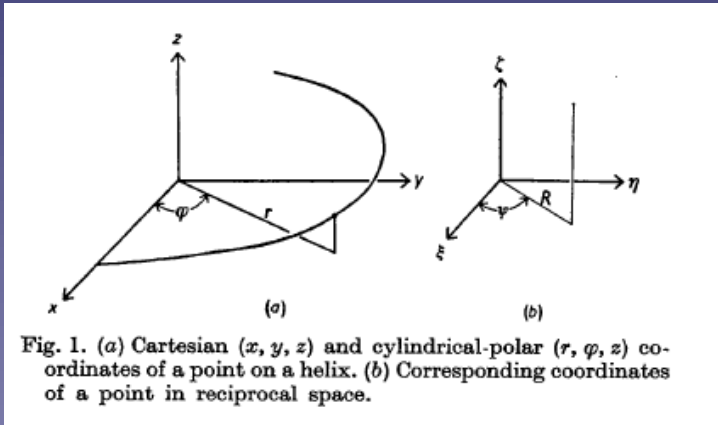 z
ζ
y
η
φ
r
ψ
R
x
ξ
(a)
(b)
Fig. 1. (a) Cartesian (x, y, z) and cylindrical-polar (r, φ, z) co-
ordinates of a point on a helix. (b) Corresponding coordinates
of a point in reciprocal space.